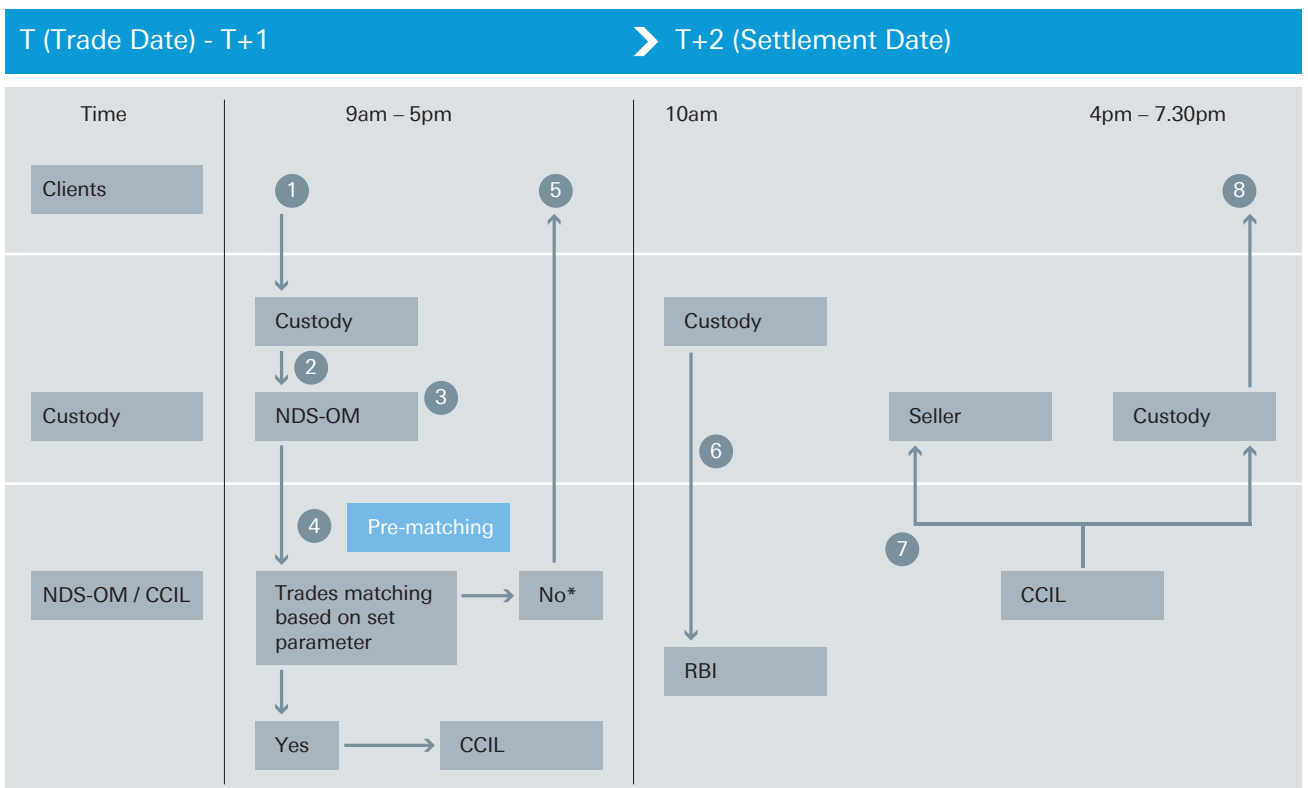 T (Trade Date) - T+1
T+2 (Settlement Date)
Time
9am – 5pm
10am
4pm – 7.30pm
Clients
1
5
8
Custody
Custody
2
Custody
NDS-OM
3
Seller
Custody
6
4
Pre-matching
7
NDS-OM / CCIL
Trades matching
based on set
parameter
No*
CCIL
RBI
Yes
CCIL